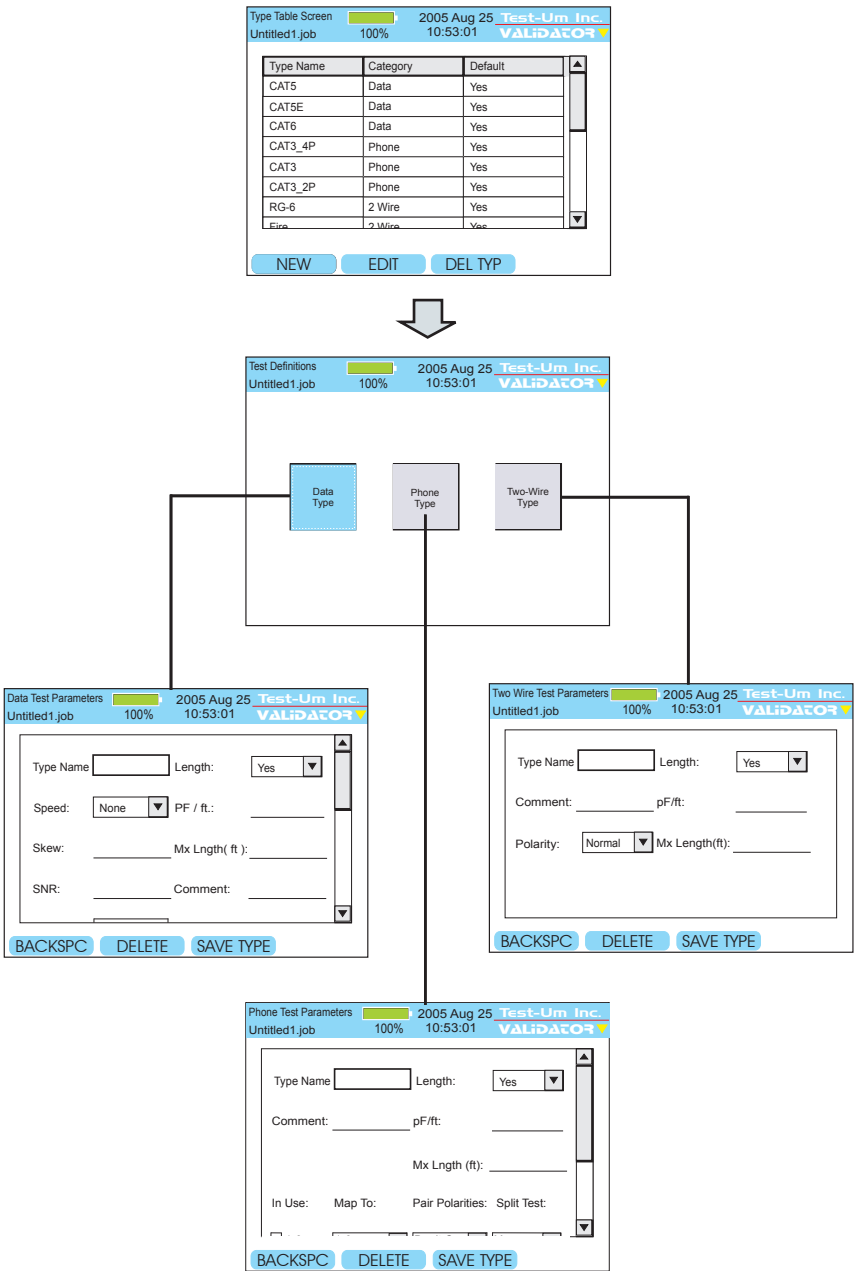 Type Table Screen 2005 Aug 25 Test-Um Inc.
Untitled1.job 100% 10:53:01 VALiDATOR
Type Name Category Default
CAT5 Data Yes
CAT5E Data Yes
CAT6 Data Yes
CAT3_4P Phone Yes
CAT3 Phone Yes
CAT3_2P Phone Yes
RG-6 2 Wire Yes
Fire 2 Wire Yes
NEW EDIT DEL TYP
Test Definitions 2005 Aug 25 Test-Um Inc.
Untitled1.job 100% 10:53:01 VALiDATOR
Data
Type
Phone
Type
Two-Wire
Type
Data Test Parameters 2005 Aug 25 Test-Um Inc.
Untitled1.job 100% 10:53:01 VALiDATOR
Type Name Length: Yes
Speed: None PF / ft.:
Skew: Mx Lngth( ft ):
SNR: Comment:
BACKSPC DELETE SAVE TYPE
Two Wire Test Parameters 2005 Aug 25 Test-Um Inc.
Untitled1.job 100% 10:53:01 VALiDATOR
Type Name Length: Yes
Comment: pF/ft:
Polarity: Normal Mx Length(ft):
BACKSPC DELETE SAVE TYPE
Phone Test Parameters 2005 Aug 25 Test-Um Inc.
Untitled1.job 100% 10:53:01 VALiDATOR
Type Name Length: Yes
Comment: pF/ft:
Mx Lngth (ft):
In Use: Map To: Pair Polarities: Split Test:
BACKSPC DELETE SAVE TYPE